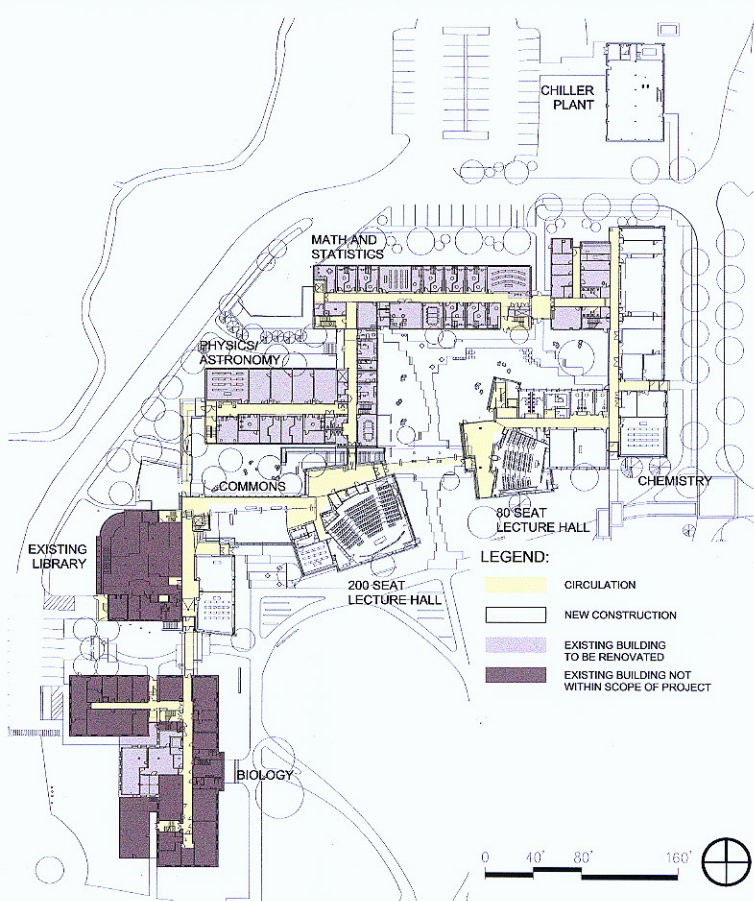 CHILLER
PLANT
MATH AND
STATISTICS
PHYSICS/
ASTRONOMY
COMMONS
CHEMISTRY
80 SEAT
LECTURE HALL
EXISTING
LIBRARY
200 SEAT
LECTURE HALL
LEGEND:
CIRCULATION
NEW CONSTRUCTION
EXISTING BUILDING
TO BE RENOVATED
EXISTING BUILDING NOT
WITHIN SCOPE OF PROJECT
BIOLOGY
0 40' 80' 160'